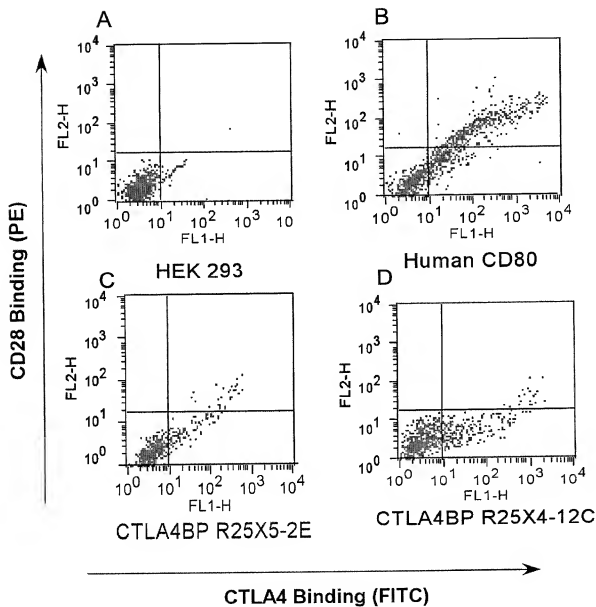 A
B
10⁴
10³
10²
10¹
10⁰
FL2-H
10⁰ 10¹ 10² 10³ 10
FL1-H
HEK 293
10⁴
10³
10²
10¹
10⁰
FL2-H
10⁰ 10¹ 10² 10³ 10⁴
FL1-H
Human CD80
C
D
10⁴
10³
10²
10¹
10⁰
FL2-H
10⁰ 10¹ 10² 10³ 10⁴
FL1-H
CTLA4BP R25X5-2E
10⁴
10³
10²
10¹
10⁰
FL2-H
10⁰ 10¹ 10² 10³ 10⁴
FL1-H
CTLA4BP R25X4-12C
CD28 Binding (PE)
CTLA4 Binding (FITC)